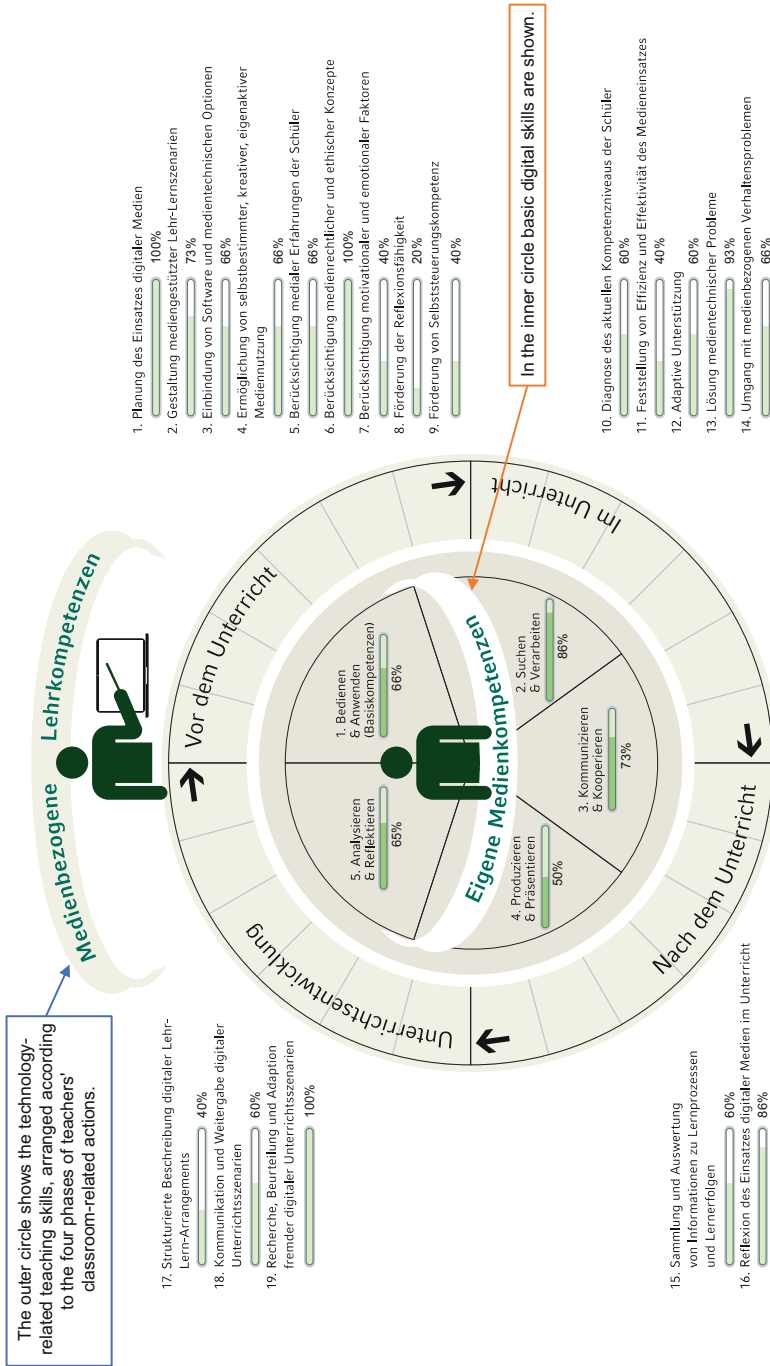 The outer circle shows the technology-
related teaching skills, arranged according
to the four phases of teachers'
classroom-related actions.
Medienbezogene Lehrkompetenzen
17. Strukturierte Beschreibung digitaler Lehr-
Lern-Arrangements
40%
18. Kommunikation und Weitergabe digitaler
Unterrichtsszenarien
60%
19. Recherche, Beurteilung und Adaption
fremder digitaler Unterrichtsszenarien
100%
1. Planung des Einsatzes digitaler Medien
100%
2. Gestaltung mediengestützter Lehr-Lernszenarien
73%
3. Einbindung von Software und medientechnischen Optionen
66%
4. Ermöglichung von selbstbestimmter, kreativer, eigenaktiver
Mediennutzung
66%
5. Berücksichtigung medialer Erfahrungen der Schüler
66%
6. Berücksichtigung medienrechtlicher und ethischer Konzepte
100%
7. Berücksichtigung motivationaler und emotionaler Faktoren
40%
8. Förderung der Reflexionsfähigkeit
20%
9. Förderung von Selbststeuerungskompetenz
40%
Unterrichtsentwicklung
Vor dem Unterricht
Im Unterricht
Nach dem Unterricht
5. Analysieren
& Reflektieren
65%
1. Bedienen
& Anwenden
(Basiskompetenzen)
66%
Eigene Medienkompetenzen
4. Produzieren
& Präsentieren
50%
3. Kommunizieren
& Kooperieren
73%
2. Suchen
& Verarbeiten
86%
In the inner circle basic digital skills are shown.
15. Sammlung und Auswertung
von Informationen zu Lernprozessen
und Lernerfolgen
60%
16. Reflexion des Einsatzes digitaler Medien im Unterricht
86%
10. Diagnose des aktuellen Kompetenzniveaus der Schüler
60%
11. Feststellung von Effizienz und Effektivität des Medieneinsatzes
40%
12. Adaptive Unterstützung
60%
13. Lösung medientechnischer Probleme
93%
14. Umgang mit medienbezogenen Verhaltensproblemen
66%